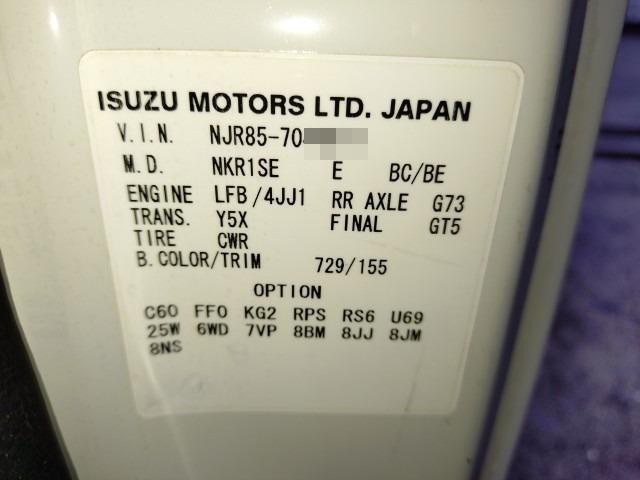 ISUZU MOTORS LTD. JAPAN
V.I.N. NJR85-70
M.D. NKR1SE E BC/BE
ENGINE LFB/4JJ1 RR AXLE G73
TRANS. Y5X FINAL GT5
TIRE CWR
B.COLOR/TRIM 729/155
OPTION
C60 FF0 KG2 RPS RS6 U69
25W 6WD 7VP 8BM 8JJ 8JM
8NS